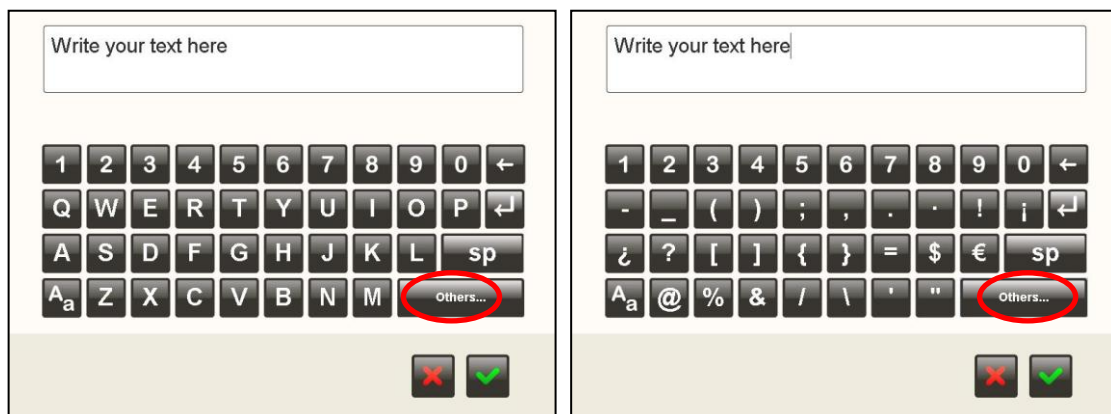 Write your text here
1 2 3 4 5 6 7 8 9 0 ←
Q W E R T Y U I O P ↵
A S D F G H J K L sp
Aa Z X C V B N M Others...
Write your text here
1 2 3 4 5 6 7 8 9 0 ←
- _ ( ) ; , . · ! ¡ ↵
¿ ? [ ] { } = $ € sp
Aa @ % & / \ ' " Others...